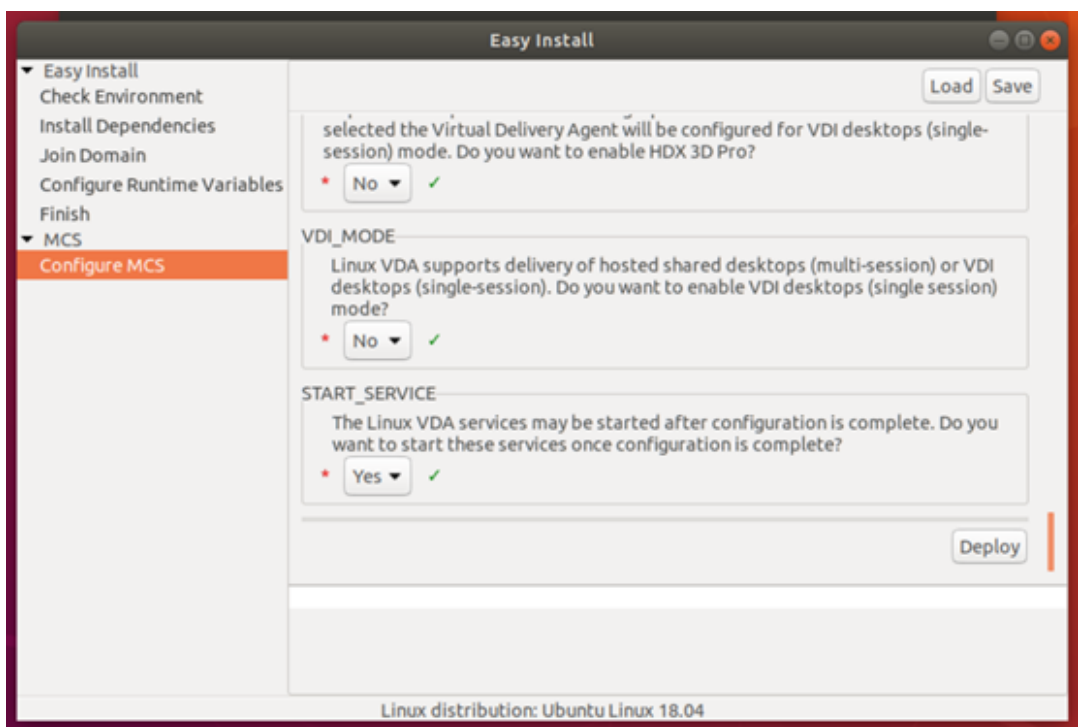 Easy Install
Easy Install
Check Environment
Install Dependencies
Join Domain
Configure Runtime Variables
Finish
MCS
Configure MCS
Load Save
selected the Virtual Delivery Agent will be configured for VDI desktops (single-
session) mode. Do you want to enable HDX 3D Pro?
* No ✓
VDI_MODE
Linux VDA supports delivery of hosted shared desktops (multi-session) or VDI
desktops (single-session). Do you want to enable VDI desktops (single session)
mode?
* No ✓
START_SERVICE
The Linux VDA services may be started after configuration is complete. Do you
want to start these services once configuration is complete?
* Yes ✓
Deploy
Linux distribution: Ubuntu Linux 18.04